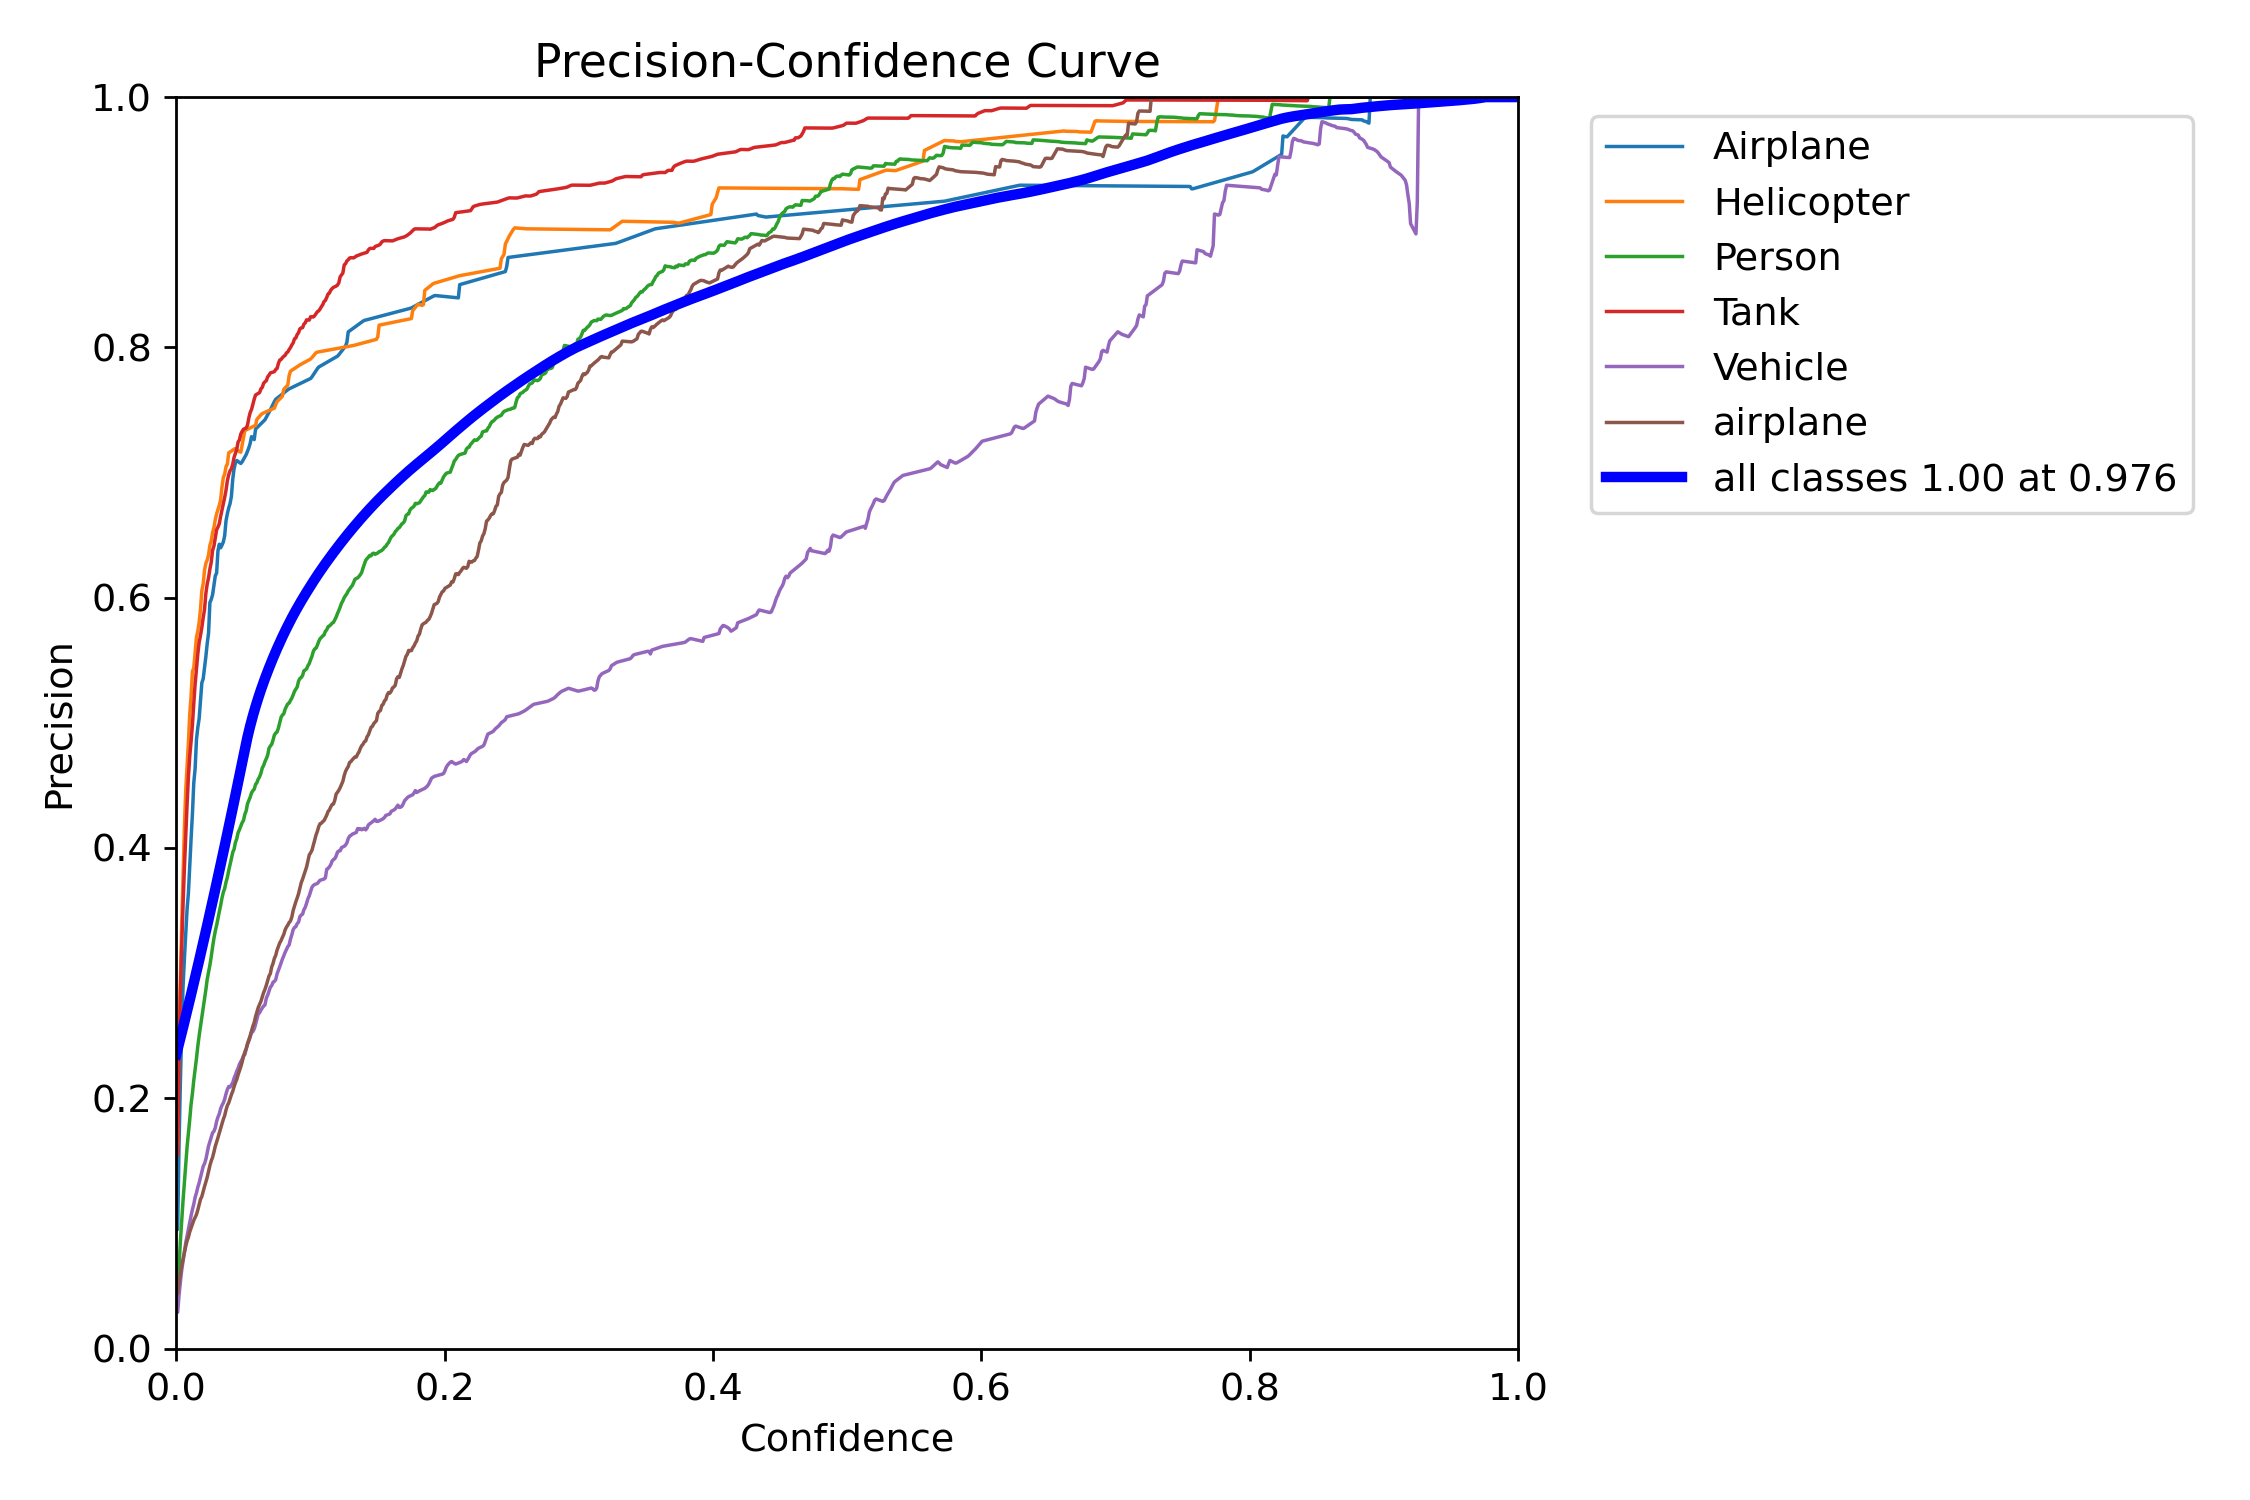 Precision-Confidence Curve
1.0
0.8
0.6
0.4
0.2
0.0
Precision
0.0 0.2 0.4 0.6 0.8 1.0
Confidence
Airplane
Helicopter
Person
Tank
Vehicle
airplane
all classes 1.00 at 0.976